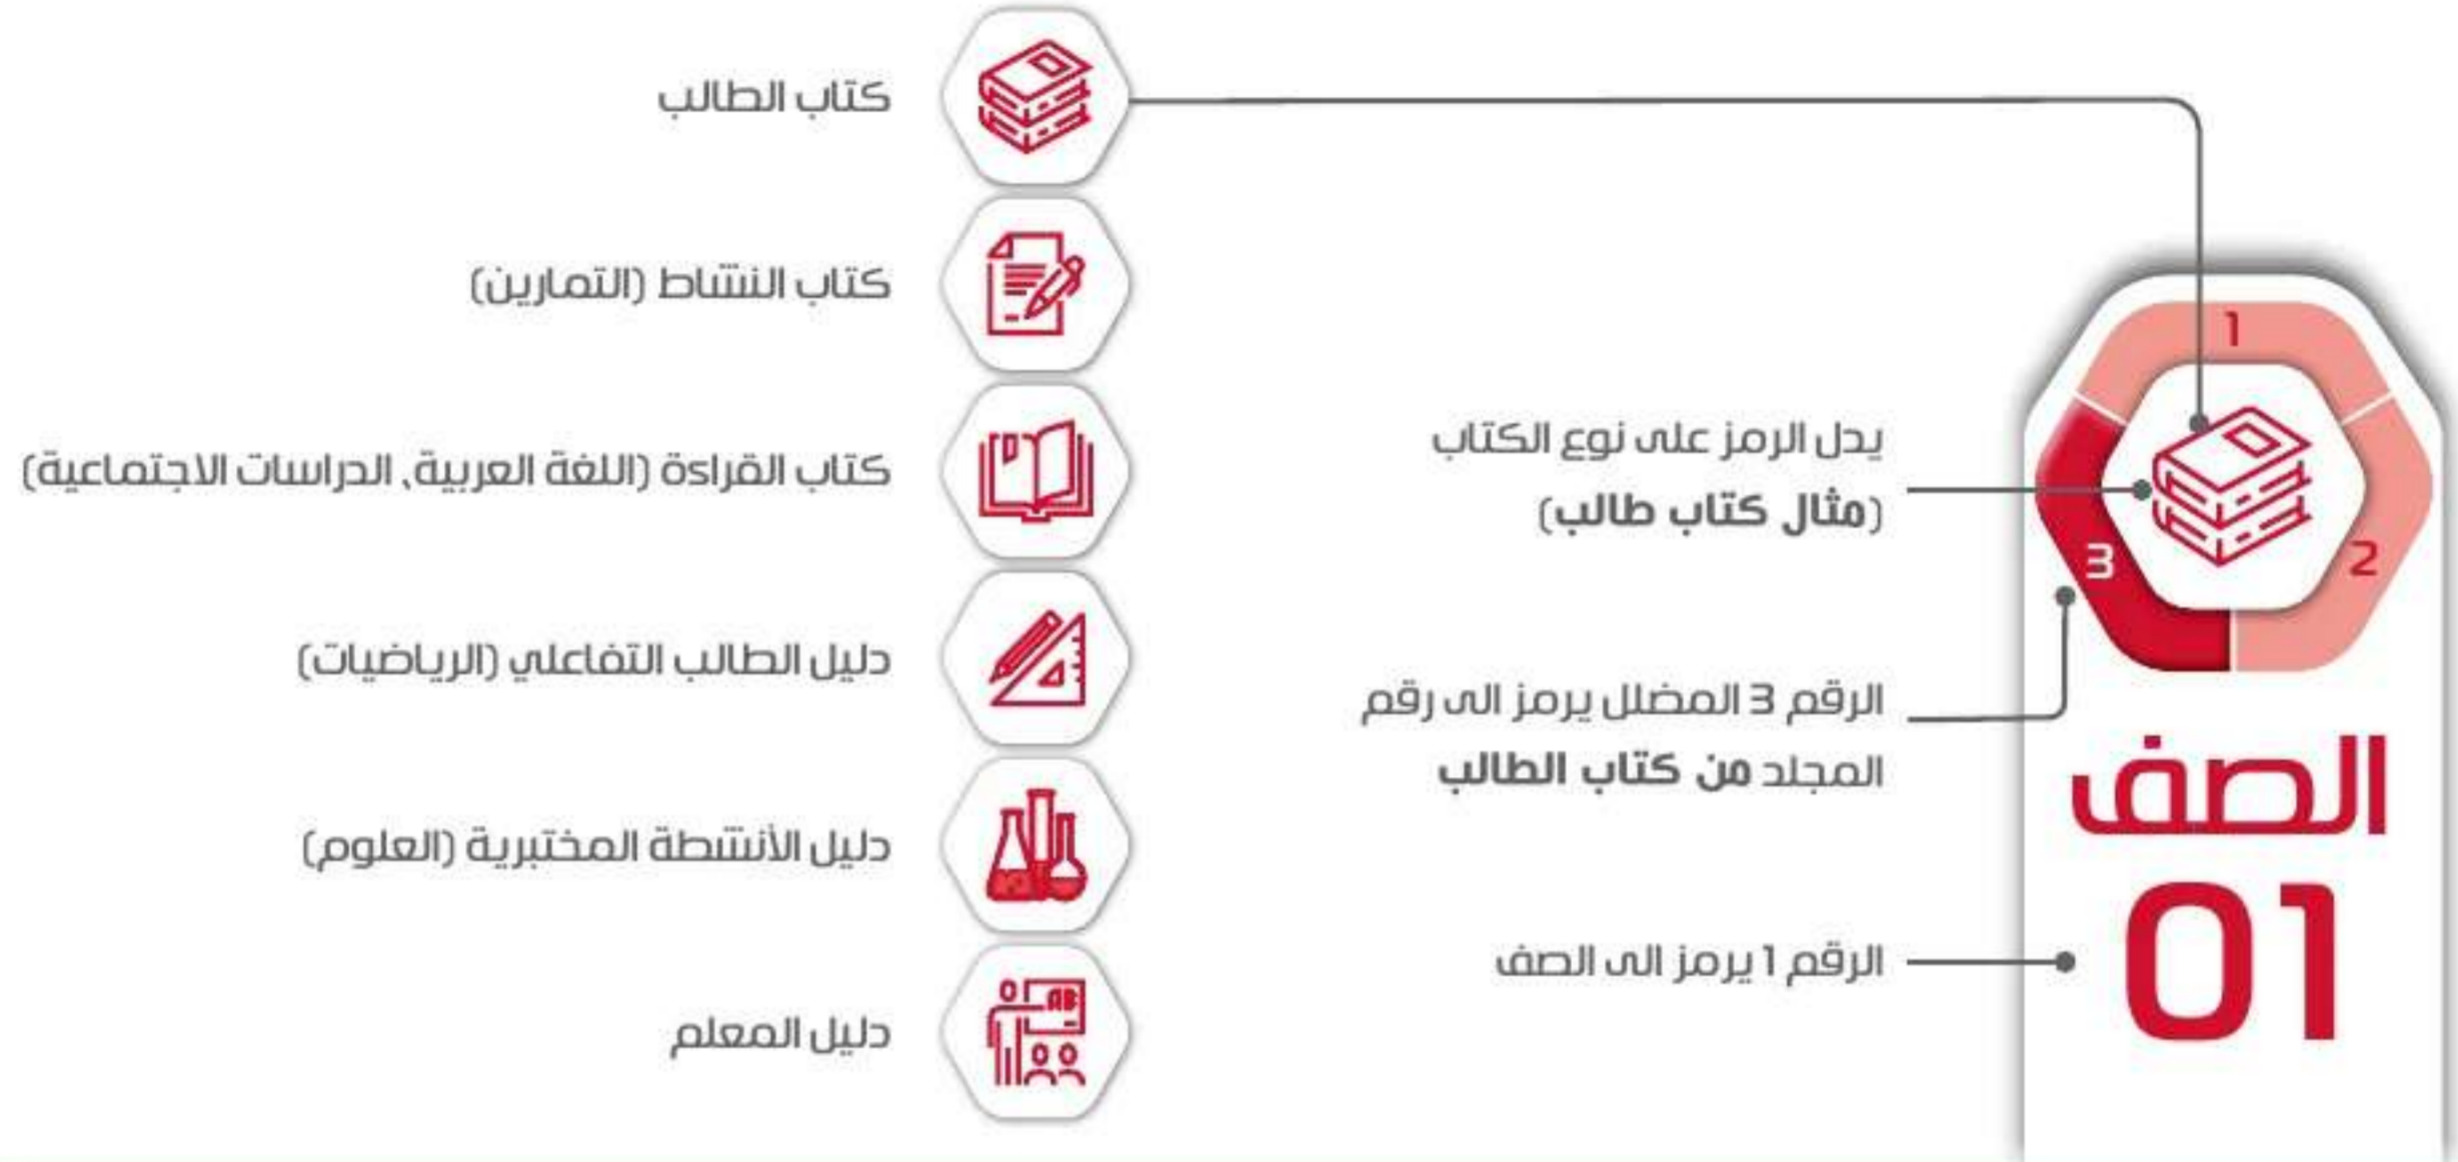 1
2
3
الصف
01
يدل الرمز على نوع الكتاب
(مثال كتاب طالب)
الرقم 3 المضلل يرمز الى رقم
المجلد من كتاب الطالب
الرقم 1 يرمز الى الصف
كتاب الطالب
كتاب النشاط (التمارين)
كتاب القراءة (اللغة العربية, الدراسات الاجتماعية)
دليل الطالب التفاعلي (الرياضيات)
دليل الأنشطة المختبرية (العلوم)
دليل المعلم
AB